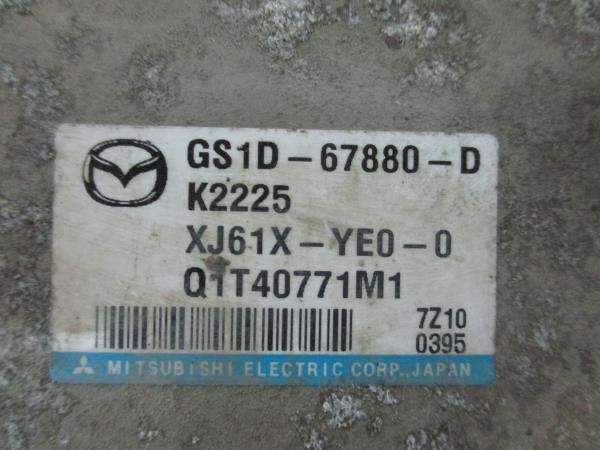 GS1D-67880-D
K2225
XJ61X-YE0-0
Q1T40771M1
7Z10
0395
MITSUBISHI ELECTRIC CORP., JAPAN